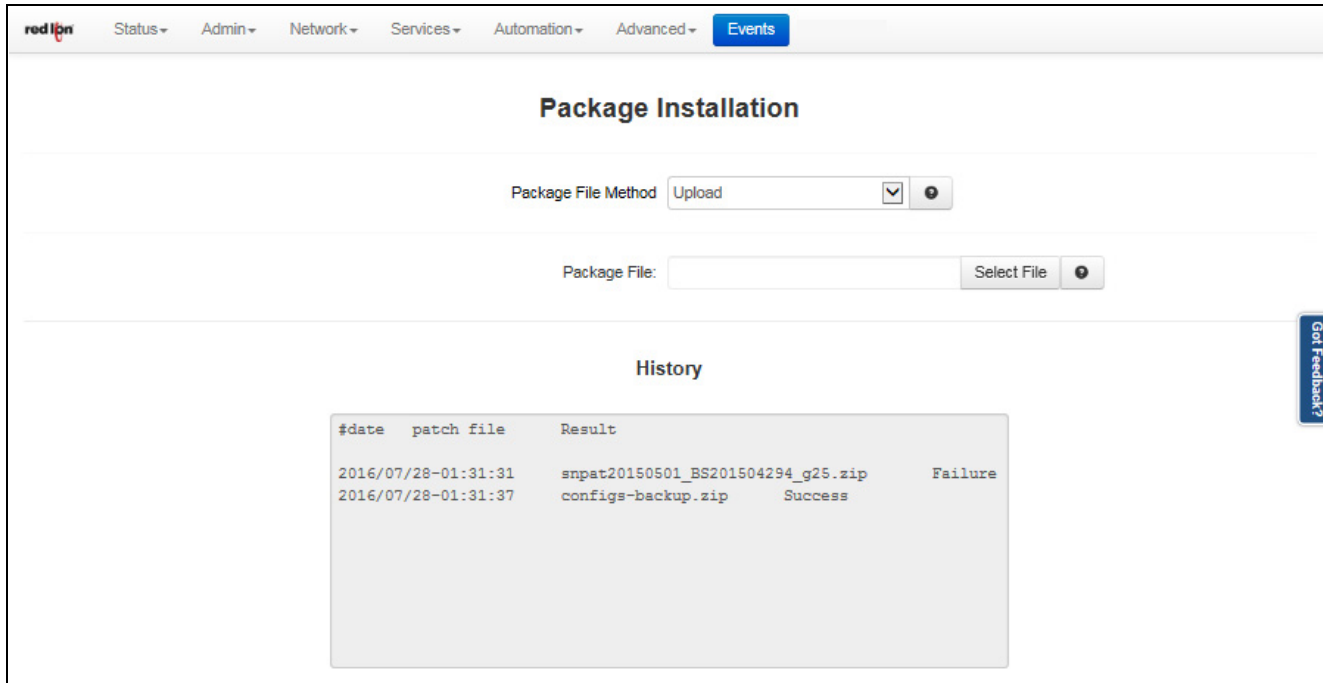 red lion Status Admin Network Services Automation Advanced Events
Package Installation
Package File Method Upload
Package File: Select File
Got Feedback?
History
#date patch file Result
2016/07/28-01:31:31 snpat20150501_BS201504294_g25.zip Failure
2016/07/28-01:31:37 configs-backup.zip Success